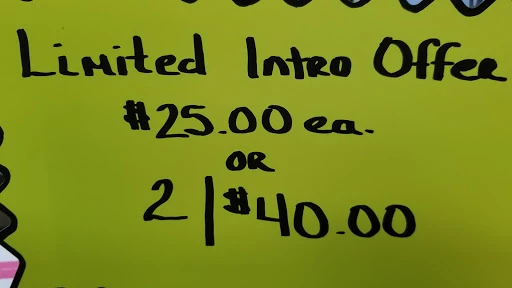 Limited Intro Offer
$25.00 ea.
OR
2|$40.00